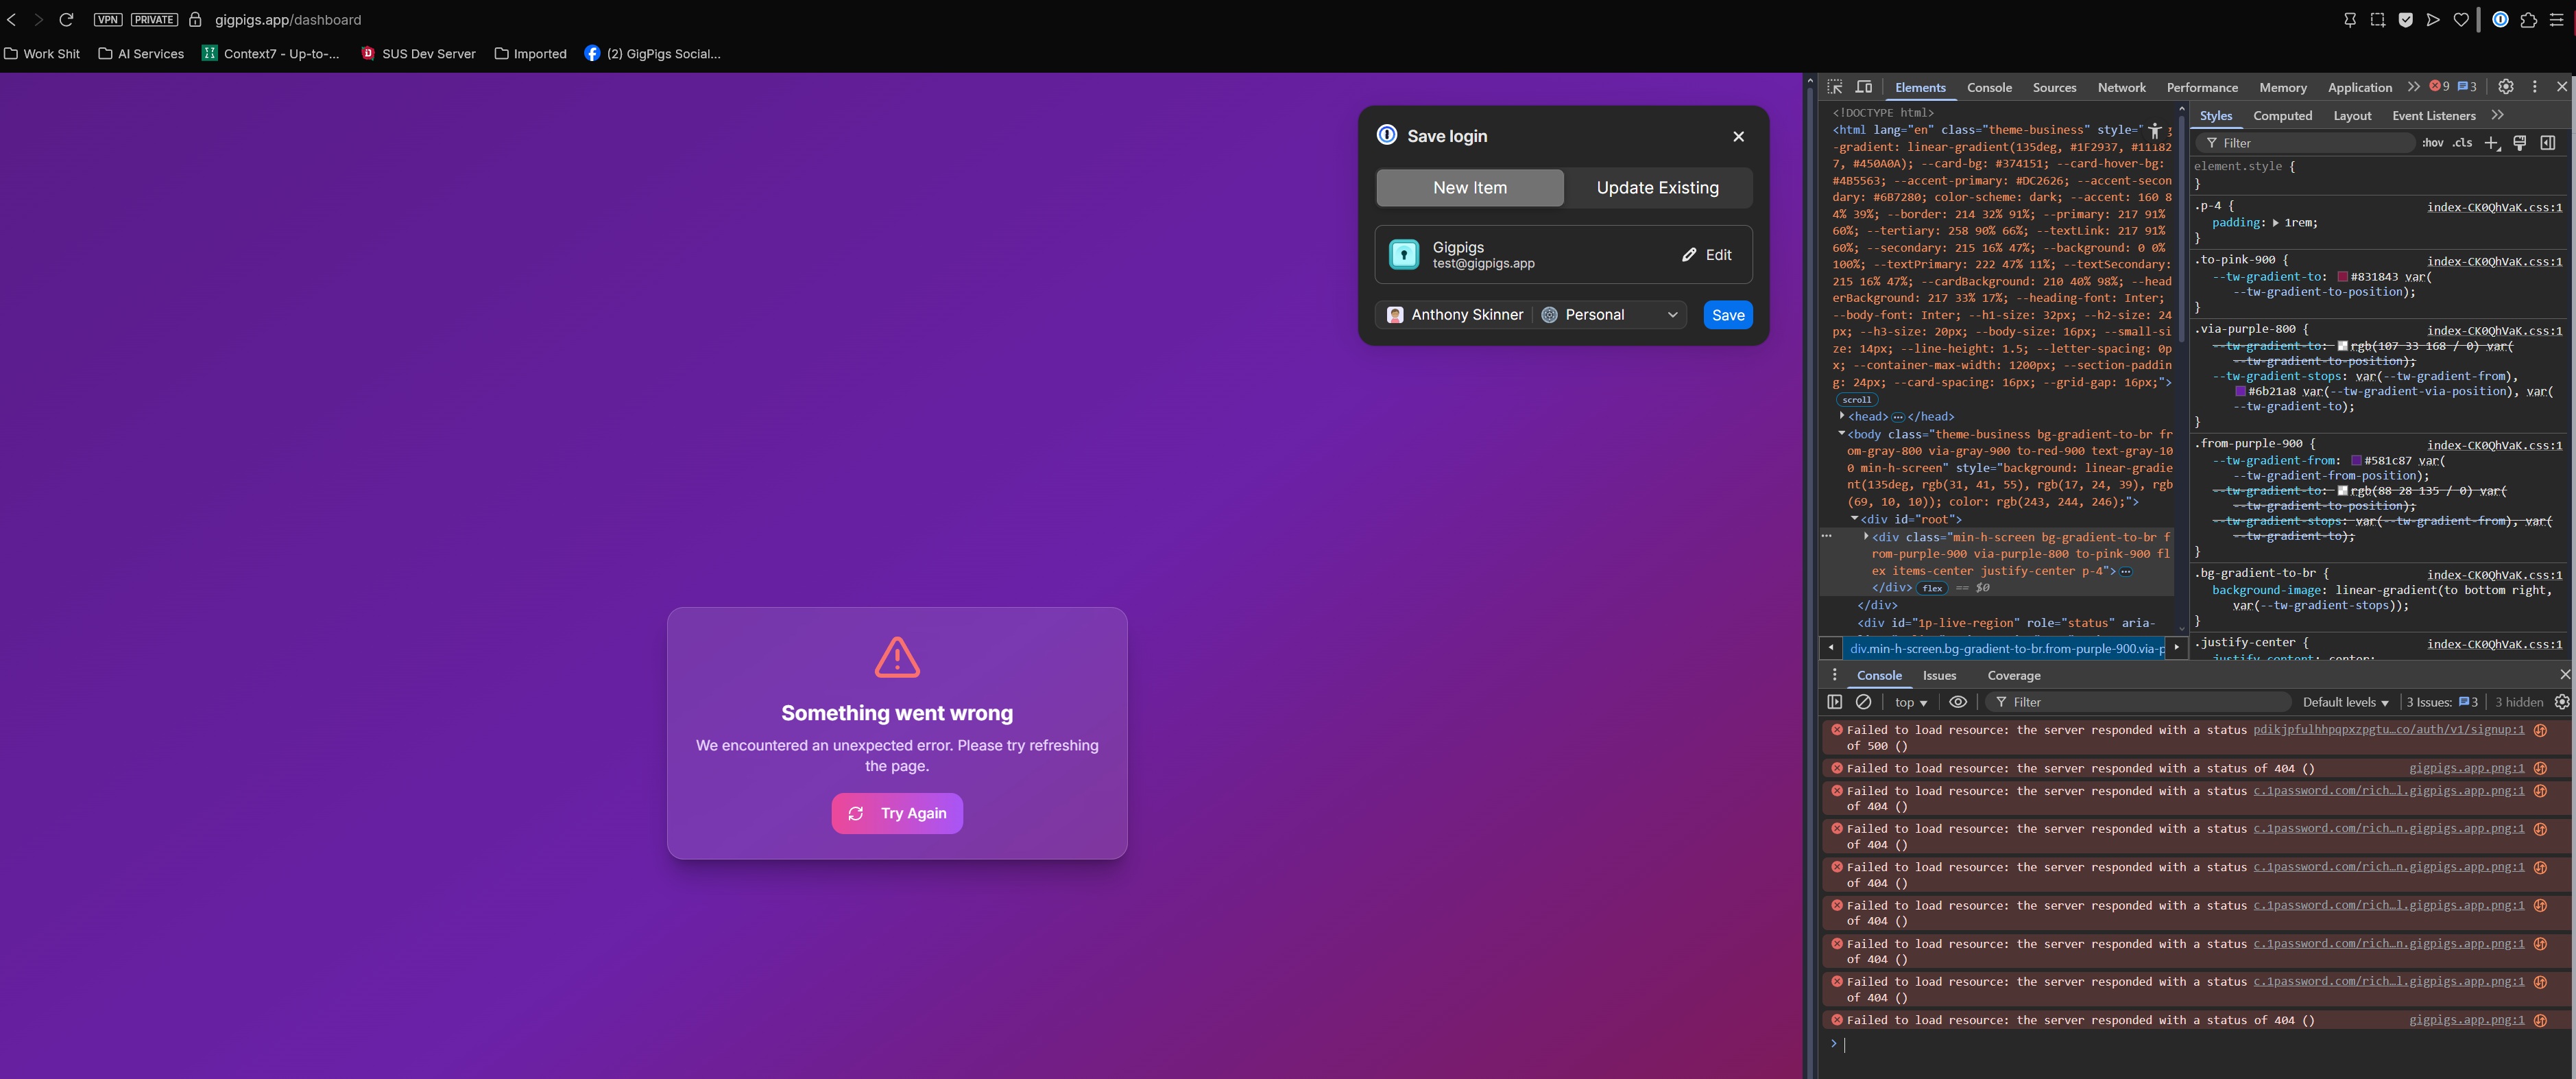 VPN PRIVATE gigpigs.app/dashboard
Work Shit AI Services Context7 - Up-to-... SUS Dev Server Imported (2) GigPigs Social...
Save login
New Item Update Existing
Gigpigs
test@gigpigs.app
Edit
Anthony Skinner Personal Save
Something went wrong
We encountered an unexpected error. Please try refreshing
the page.
Try Again
Elements Console Sources Network Performance Memory Application 9 3
<!DOCTYPE html>
<html lang="en" class="theme-business" style="
-gradient: linear-gradient(135deg, #1F2937, #11182
7, #450A0A); --card-bg: #374151; --card-hover-bg:
#4B5563; --accent-primary: #DC2626; --accent-secon
dary: #6B7280; color-scheme: dark; --accent: 160 8
4% 39%; --border: 214 32% 91%; --primary: 217 91%
60%; --tertiary: 258 90% 66%; --textLink: 217 91%
60%; --secondary: 215 16% 47%; --background: 0 0%
100%; --textPrimary: 222 47% 11%; --textSecondary:
215 16% 47%; --cardBackground: 210 40% 98%; --head
erBackground: 217 33% 17%; --heading-font: Inter;
--body-font: Inter; --h1-size: 32px; --h2-size: 24
px; --h3-size: 20px; --body-size: 16px; --small-si
ze: 14px; --line-height: 1.5; --letter-spacing: 0p
x; --container-max-width: 1200px; --section-paddin
g: 24px; --card-spacing: 16px; --grid-gap: 16px;">
scroll
<head> ... </head>
<body class="theme-business bg-gradient-to-br fr
om-gray-800 via-gray-900 to-red-900 text-gray-10
0 min-h-screen" style="background: linear-gradie
nt(135deg, rgb(31, 41, 55), rgb(17, 24, 39), rgb
(69, 10, 10)); color: rgb(243, 244, 246);">
<div id="root">
<div class="min-h-screen bg-gradient-to-br f
rom-purple-900 via-purple-800 to-pink-900 fl
ex items-center justify-center p-4"> ...
</div> flex == $0
</div>
<div id="1p-live-region" role="status" aria-
div.min-h-screen.bg-gradient-to-br.from-purple-900.via-p
Styles Computed Layout Event Listeners
Filter :hov .cls
element.style {
}
.p-4 { index-CK0QhVaK.css:1
padding: 1rem;
}
.to-pink-900 { index-CK0QhVaK.css:1
--tw-gradient-to: #831843 var(
--tw-gradient-to-position);
}
.via-purple-800 { index-CK0QhVaK.css:1
--tw-gradient-to: rgb(107 33 168 / 0) var(
--tw-gradient-to-position);
--tw-gradient-stops: var(--tw-gradient-from),
#6b21a8 var(--tw-gradient-via-position), var(
--tw-gradient-to);
}
.from-purple-900 { index-CK0QhVaK.css:1
--tw-gradient-from: #581c87 var(
--tw-gradient-from-position);
--tw-gradient-to: rgb(88 28 135 / 0) var(
--tw-gradient-to-position);
--tw-gradient-stops: var(--tw-gradient-from), var(
--tw-gradient-to);
}
.bg-gradient-to-br { index-CK0QhVaK.css:1
background-image: linear-gradient(to bottom right,
var(--tw-gradient-stops));
}
.justify-center { index-CK0QhVaK.css:1
justify-content: center;
Console Issues Coverage
top Filter Default levels 3 Issues: 3 3 hidden
Failed to load resource: the server responded with a status pdikjpfulhhpqpxzpgtu…co/auth/v1/signup:1
of 500 ()
Failed to load resource: the server responded with a status of 404 () gigpigs.app.png:1
Failed to load resource: the server responded with a status c.1password.com/rich…l.gigpigs.app.png:1
of 404 ()
Failed to load resource: the server responded with a status c.1password.com/rich…n.gigpigs.app.png:1
of 404 ()
Failed to load resource: the server responded with a status c.1password.com/rich…n.gigpigs.app.png:1
of 404 ()
Failed to load resource: the server responded with a status c.1password.com/rich…l.gigpigs.app.png:1
of 404 ()
Failed to load resource: the server responded with a status c.1password.com/rich…n.gigpigs.app.png:1
of 404 ()
Failed to load resource: the server responded with a status c.1password.com/rich…l.gigpigs.app.png:1
of 404 ()
Failed to load resource: the server responded with a status of 404 () gigpigs.app.png:1